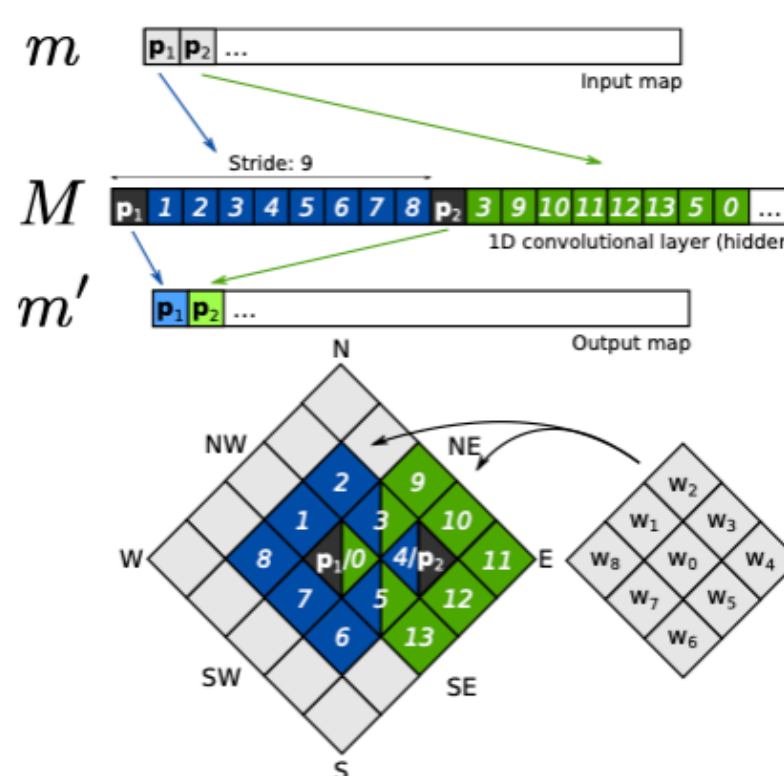 m p₁ p₂ ...
Input map
Stride: 9
M p₁ 1 2 3 4 5 6 7 8 p₂ 3 9 10 11 12 13 5 0 ...
1D convolutional layer (hidden
m′ p₁ p₂ ...
Output map
N
NW NE
2 9 w₂
1 3 10 w₁ w₃
W 8 p₁/0 4/p₂ 11 E w₈ w₀ w₄
7 5 12 w₇ w₅
6 13 w₆
SW SE
S